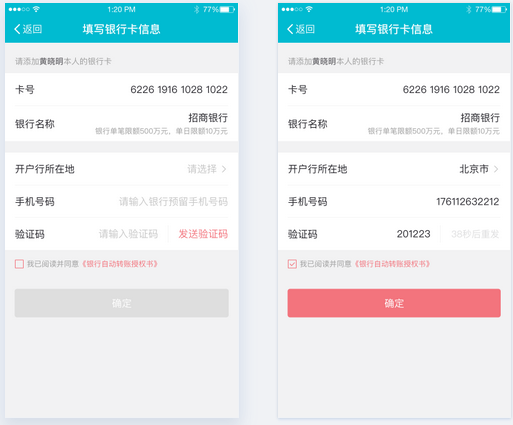 1:20 PM 77%
返回 填写银行卡信息
请添加黄晓明本人的银行卡
卡号 6226 1916 1028 1022
银行名称 招商银行
银行单笔限额500万元，单日限额10万元
开户行所在地 请选择
手机号码 请输入银行预留手机号码
验证码 请输入验证码 发送验证码
我已阅读并同意《银行自动转账授权书》
确定
1:20 PM 77%
返回 填写银行卡信息
请添加黄晓明本人的银行卡
卡号 6226 1916 1028 1022
银行名称 招商银行
银行单笔限额500万元，单日限额10万元
开户行所在地 北京市
手机号码 176112632212
验证码 201223 38秒后重发
我已阅读并同意《银行自动转账授权书》
确定